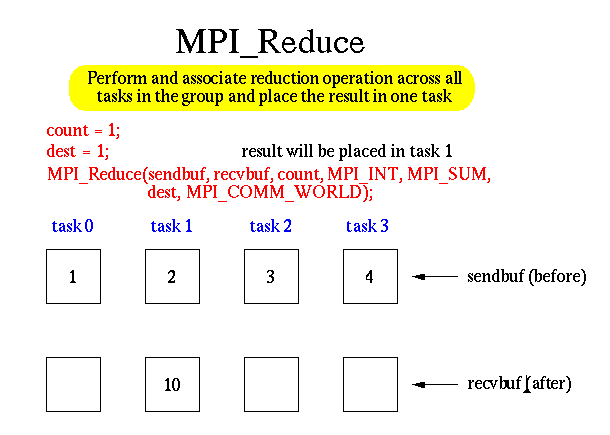 MPI_Reduce
Perform and associate reduction operation across all
tasks in the group and place the result in one task
count = 1;
dest = 1; result will be placed in task 1
MPI_Reduce(sendbuf, recvbuf, count, MPI_INT, MPI_SUM,
dest, MPI_COMM_WORLD);
task 0 task 1 task 2 task 3
1 2 3 4 sendbuf (before)
10 recvbuf (after)